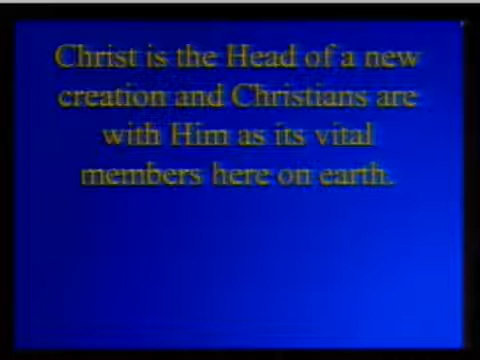 Christ is the Head of a new
creation and Christians are
with Him as its vital
members here on earth.